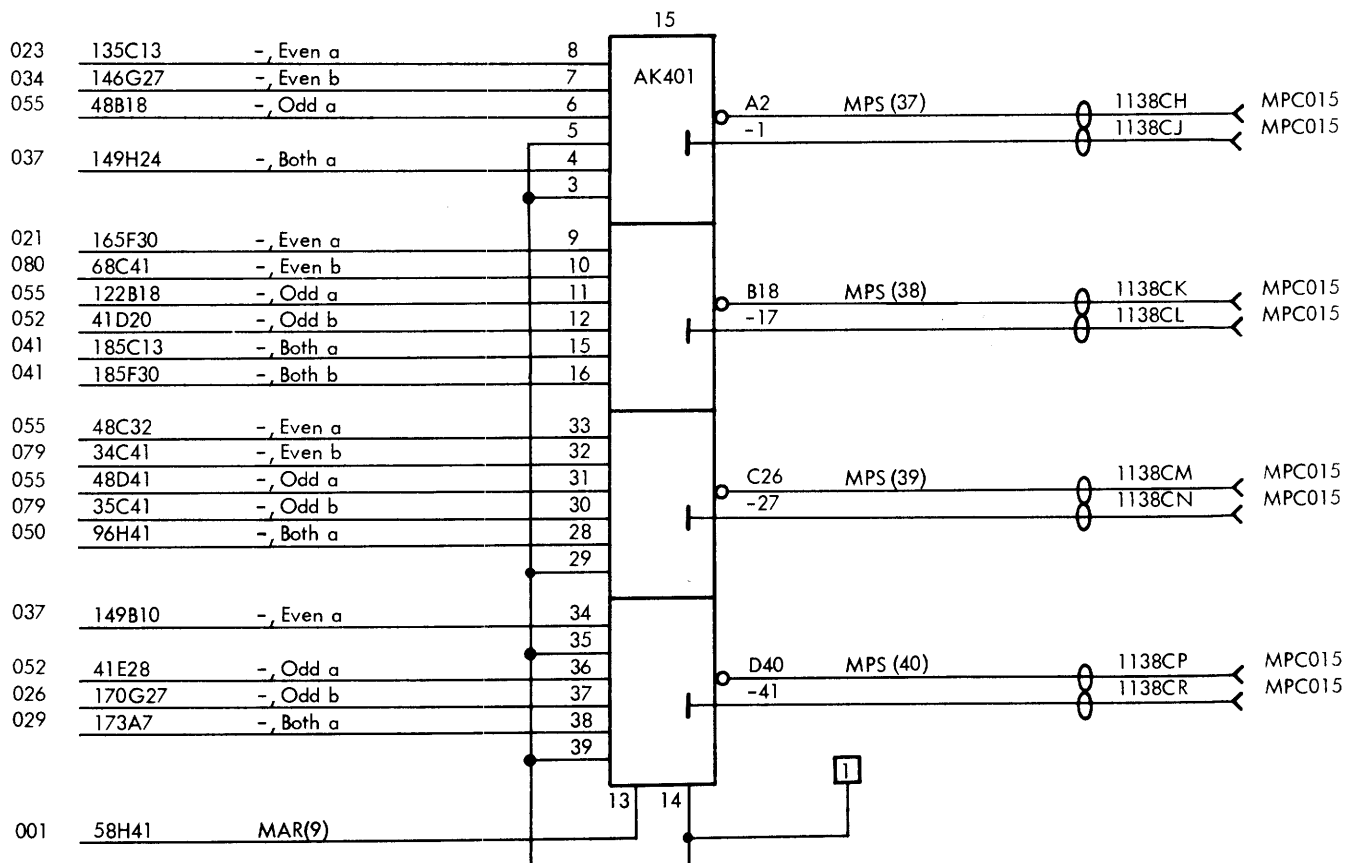 15
023 135C13 -, Even a 8 AK401
034 146G27 -, Even b 7
055 48B18 -, Odd a 6 A2 MPS (37) 1138CH MPC015
5 -1 1138CJ MPC015
037 149H24 -, Both a 4
3
021 165F30 -, Even a 9
080 68C41 -, Even b 10
055 122B18 -, Odd a 11 B18 MPS (38) 1138CK MPC015
052 41D20 -, Odd b 12 -17 1138CL MPC015
041 185C13 -, Both a 15
041 185F30 -, Both b 16
055 48C32 -, Even a 33
079 34C41 -, Even b 32
055 48D41 -, Odd a 31 C26 MPS (39) 1138CM MPC015
079 35C41 -, Odd b 30 -27 1138CN MPC015
050 96H41 -, Both a 28
29
037 149B10 -, Even a 34
35
052 41E28 -, Odd a 36 D40 MPS (40) 1138CP MPC015
026 170G27 -, Odd b 37 -41 1138CR MPC015
029 173A7 -, Both a 38
39
1
13 14
001 58H41 MAR(9)